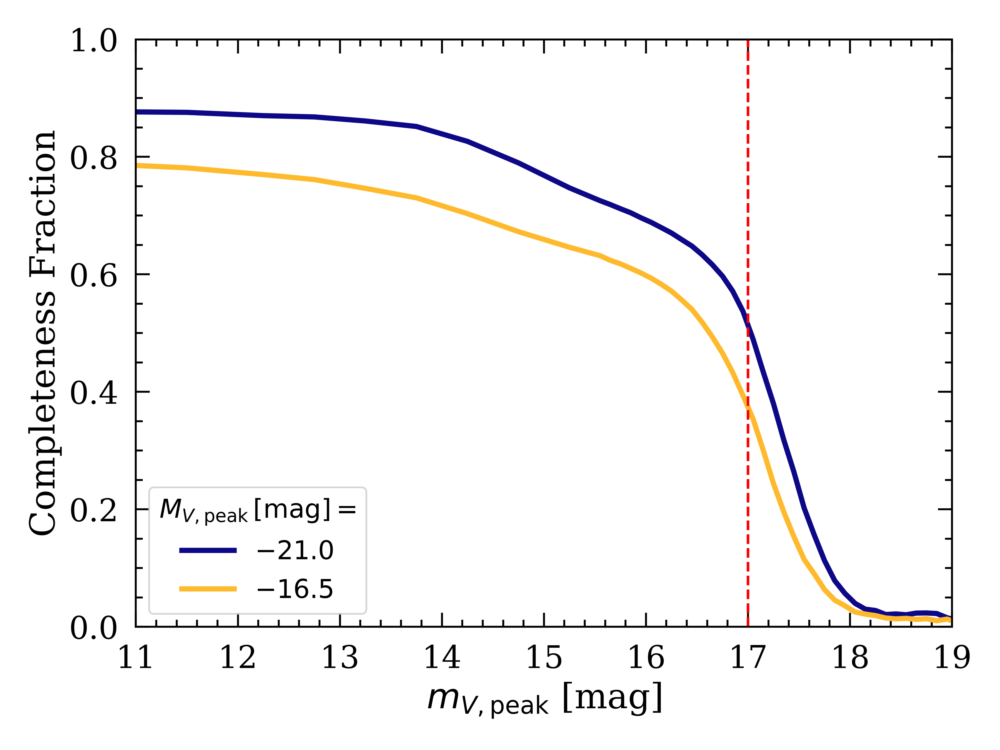 1.0
0.8
0.6
0.4
0.2
0.0
Completeness Fraction
M_{V, peak} [mag] =
−21.0
−16.5
11 12 13 14 15 16 17 18 19
m_{V, peak} [mag]